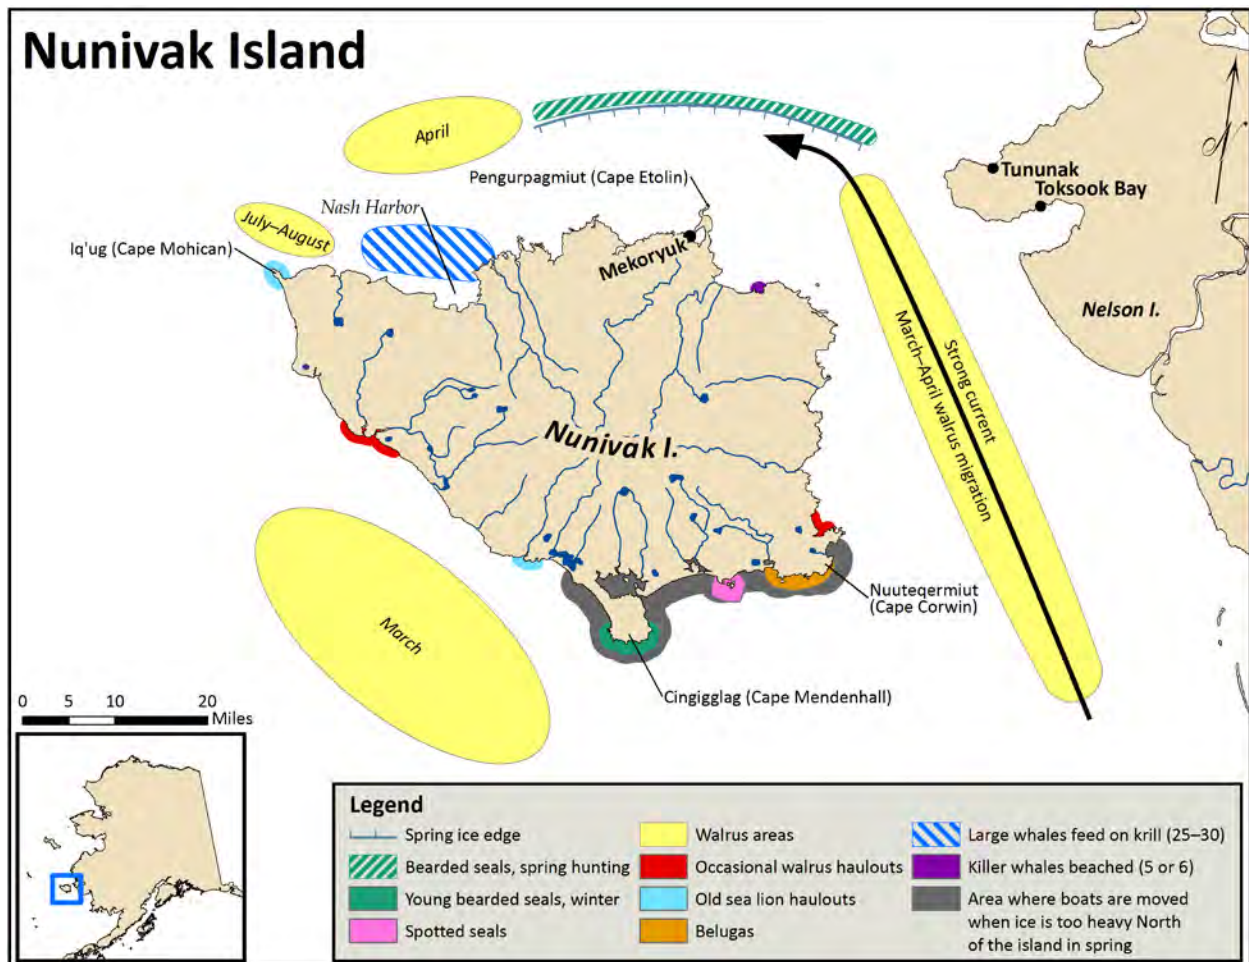 Nunivak Island
April
Pengurpagmiut (Cape Etolin)
Tununak
Toksook Bay
Nash Harbor
July–August
Iq'ug (Cape Mohican)
Mekoryuk
Nelson I.
Strong current
March–April walrus migration
Nunivak I.
Nuuteqermiut
(Cape Corwin)
March
Cingigglag (Cape Mendenhall)
0 5 10 20
Miles
Legend
Spring ice edge
Bearded seals, spring hunting
Young bearded seals, winter
Spotted seals
Walrus areas
Occasional walrus haulouts
Old sea lion haulouts
Belugas
Large whales feed on krill (25–30)
Killer whales beached (5 or 6)
Area where boats are moved
when ice is too heavy North
of the island in spring